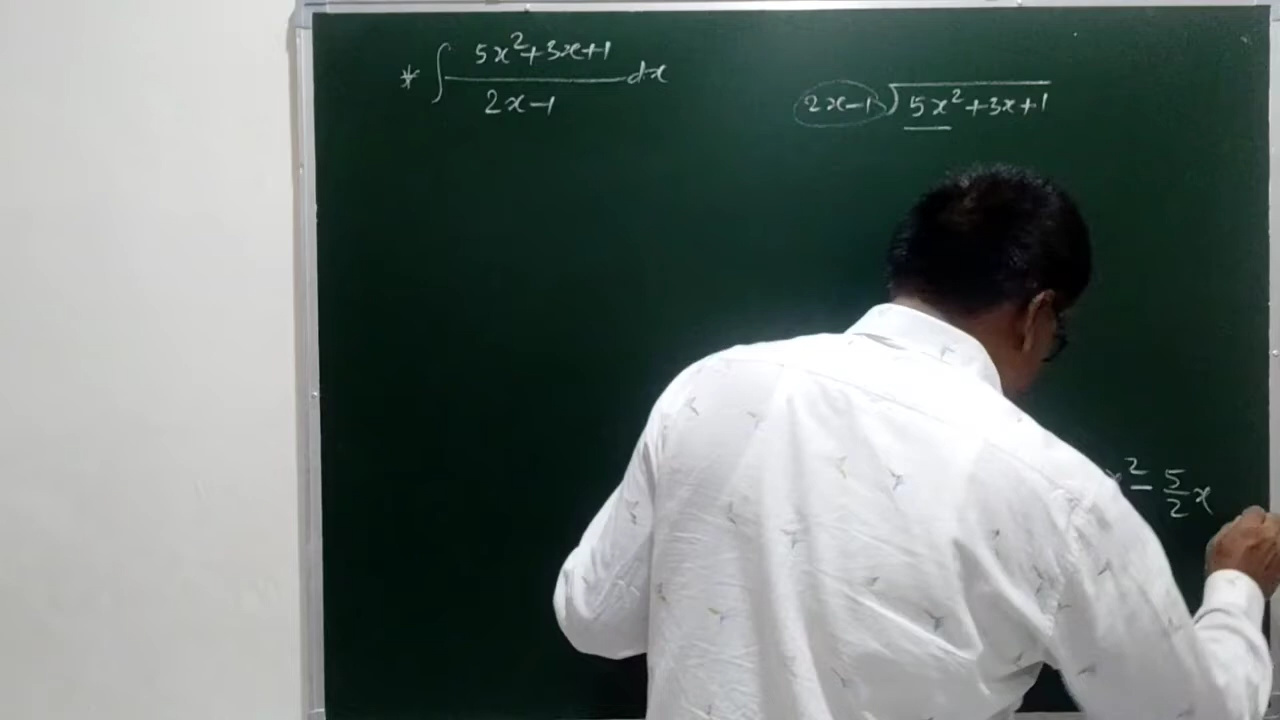 * ∫ (5x²+3x+1)/(2x-1) dx
2x-1 ) 5x²+3x+1
x² - 5/2 x